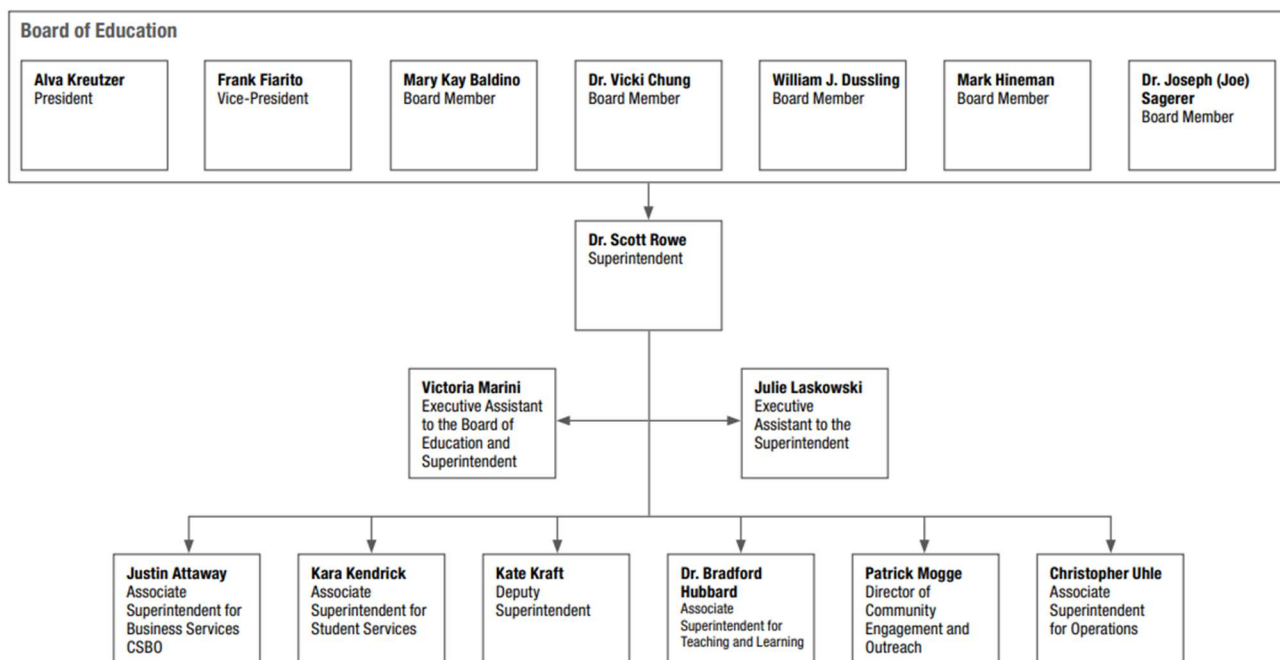 Board of Education
Alva Kreutzer
President
Frank Fiarito
Vice-President
Mary Kay Baldino
Board Member
Dr. Vicki Chung
Board Member
William J. Dussling
Board Member
Mark Hineman
Board Member
Dr. Joseph (Joe)
Sagerer
Board Member
Dr. Scott Rowe
Superintendent
Victoria Marini
Executive Assistant
to the Board of
Education and
Superintendent
Julie Laskowski
Executive
Assistant to the
Superintendent
Justin Attaway
Associate
Superintendent for
Business Services
CSBO
Kara Kendrick
Associate
Superintendent for
Student Services
Kate Kraft
Deputy
Superintendent
Dr. Bradford
Hubbard
Associate
Superintendent for
Teaching and Learning
Patrick Mogge
Director of
Community
Engagement and
Outreach
Christopher Uhle
Associate
Superintendent
for Operations